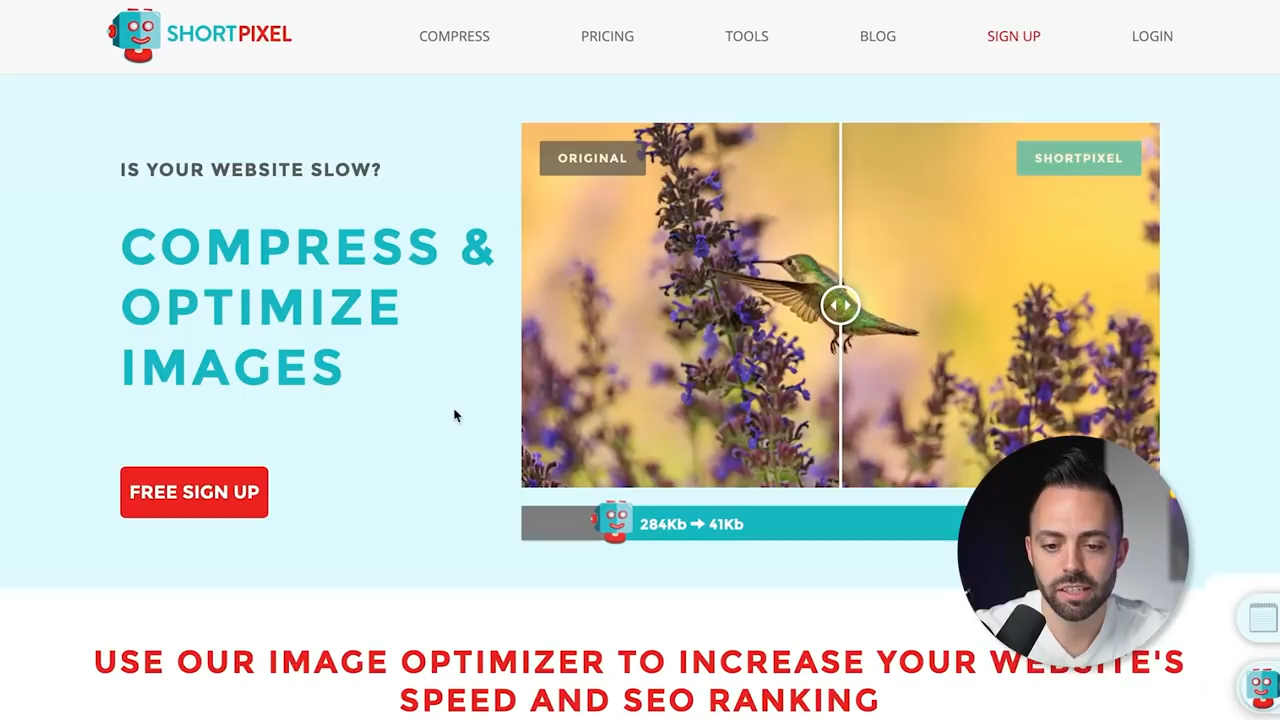 SHORTPIXEL
COMPRESS
PRICING
TOOLS
BLOG
SIGN UP
LOGIN
IS YOUR WEBSITE SLOW?
COMPRESS &
OPTIMIZE
IMAGES
FREE SIGN UP
ORIGINAL
SHORTPIXEL
284Kb → 41Kb
USE OUR IMAGE OPTIMIZER TO INCREASE YOUR WEBSITE'S
SPEED AND SEO RANKING